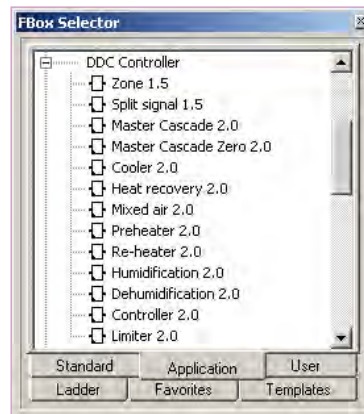 FBox Selector
DDC Controller
Zone 1.5
Split signal 1.5
Master Cascade 2.0
Master Cascade Zero 2.0
Cooler 2.0
Heat recovery 2.0
Mixed air 2.0
Preheater 2.0
Re-heater 2.0
Humidification 2.0
Dehumidification 2.0
Controller 2.0
Limiter 2.0
Standard Application User
Ladder Favorites Templates